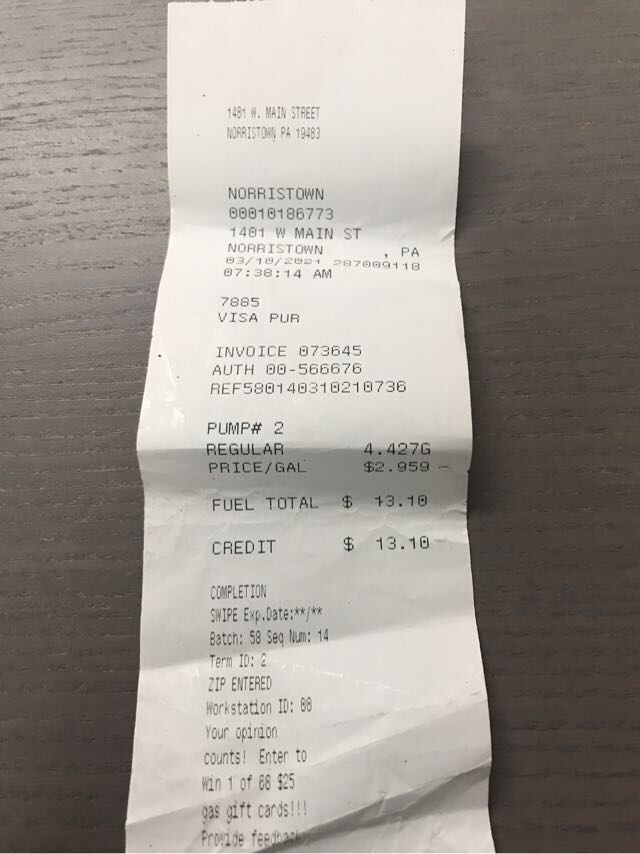 1481 W. MAIN STREET
NORRISTOWN PA 19483
NORRISTOWN
00010186773
1401 W MAIN ST
NORRISTOWN , PA
03/10/2021 287009118
07:38:14 AM
7885
VISA PUR
INVOICE 073645
AUTH 00-566676
REF580140310210736
PUMP# 2
REGULAR 4.427G
PRICE/GAL $2.959
FUEL TOTAL $ 13.10
CREDIT $ 13.10
COMPLETION
SWIPE Exp.Date:**/**
Batch: 58 Seq Num: 14
Term ID: 2
ZIP ENTERED
Workstation ID: 00
Your opinion
counts! Enter to
Win 1 of 60 $25
gas gift cards!!!
Provide feedback